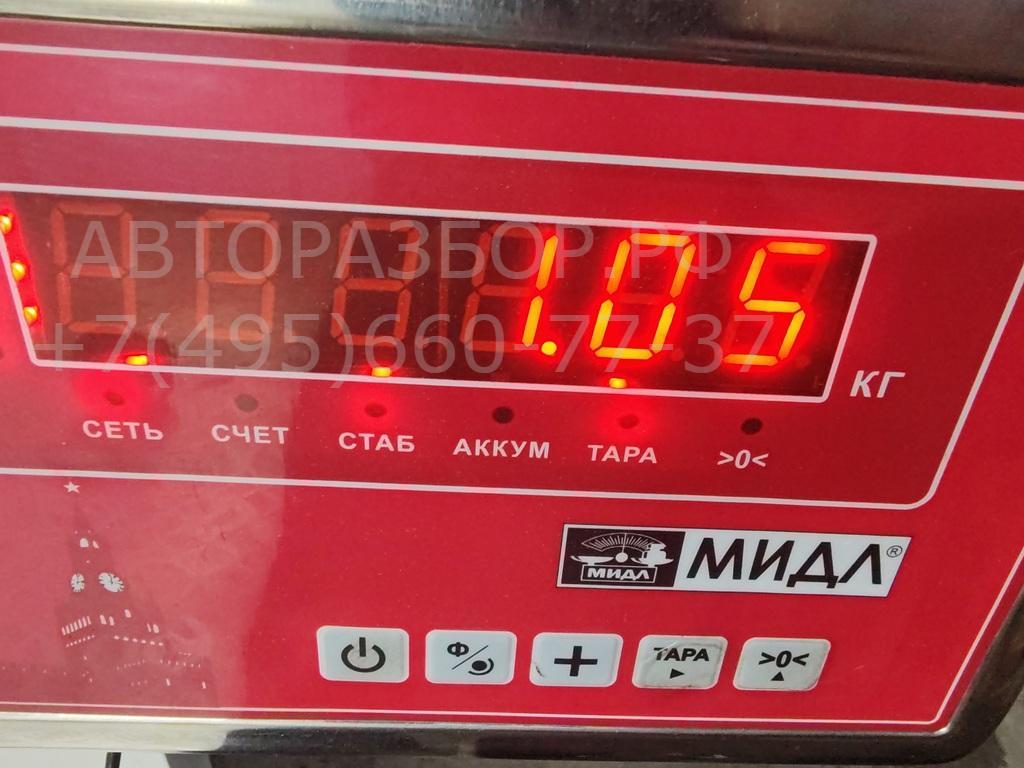 АВТОРАЗБОР.РФ
+7(495)660-77-37
1.05
КГ
СЕТЬ СЧЕТ СТАБ АККУМ ТАРА >0<
МИДЛ МИДЛ®
Ф ТАРА >0<